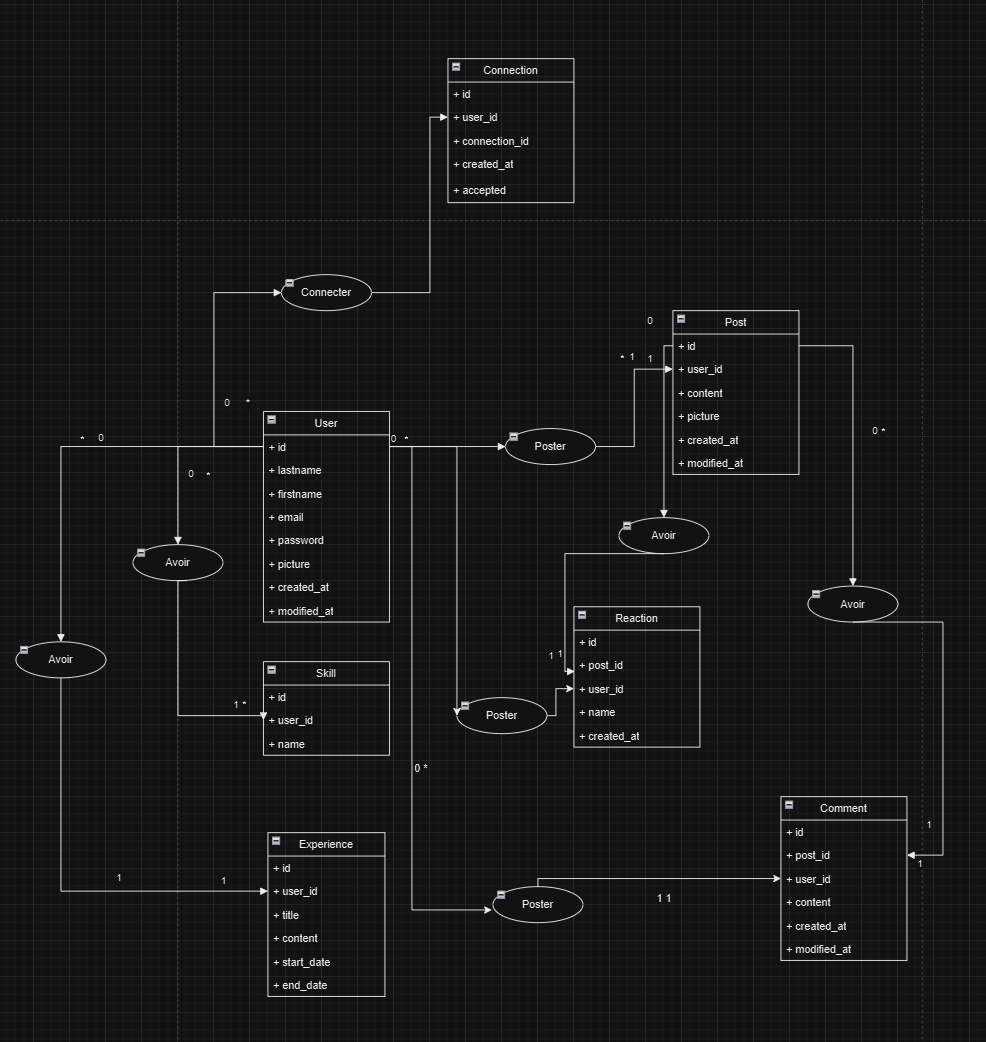 Connection
+ id
+ user_id
+ connection_id
+ created_at
+ accepted
Connecter
0 *
Post
+ id
+ user_id
+ content
+ picture
+ created_at
+ modified_at
0
* 1 1
0 *
User
+ id
+ lastname
+ firstname
+ email
+ password
+ picture
+ created_at
+ modified_at
* 0
0 *
0 *
Poster
Avoir
Avoir
Avoir
Avoir
Reaction
+ id
+ post_id
+ user_id
+ name
+ created_at
1 1
Skill
+ id
+ user_id
+ name
1 *
Poster
0 *
Comment
+ id
+ post_id
+ user_id
+ content
+ created_at
+ modified_at
1
1
Experience
+ id
+ user_id
+ title
+ content
+ start_date
+ end_date
1 1
Poster
1 1